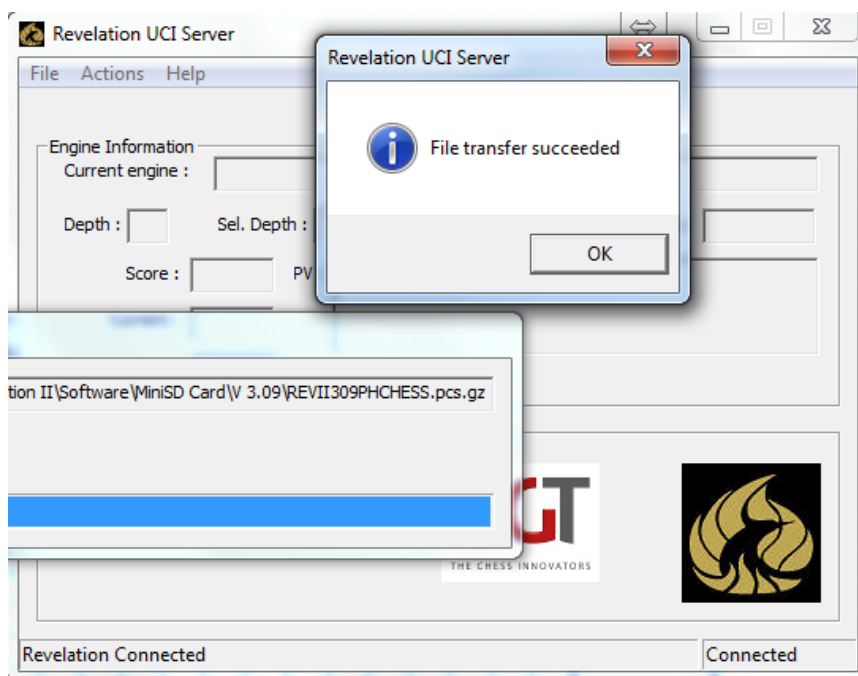 Revelation UCI Server
File Actions Help
Revelation UCI Server
File transfer succeeded
OK
Engine Information
Current engine :
Depth :
Sel. Depth :
Score :
PV
tion II\Software\MiniSD Card\V 3.09\REVII309PHCHESS.pcs.gz
GT
THE CHESS INNOVATORS
Revelation Connected
Connected